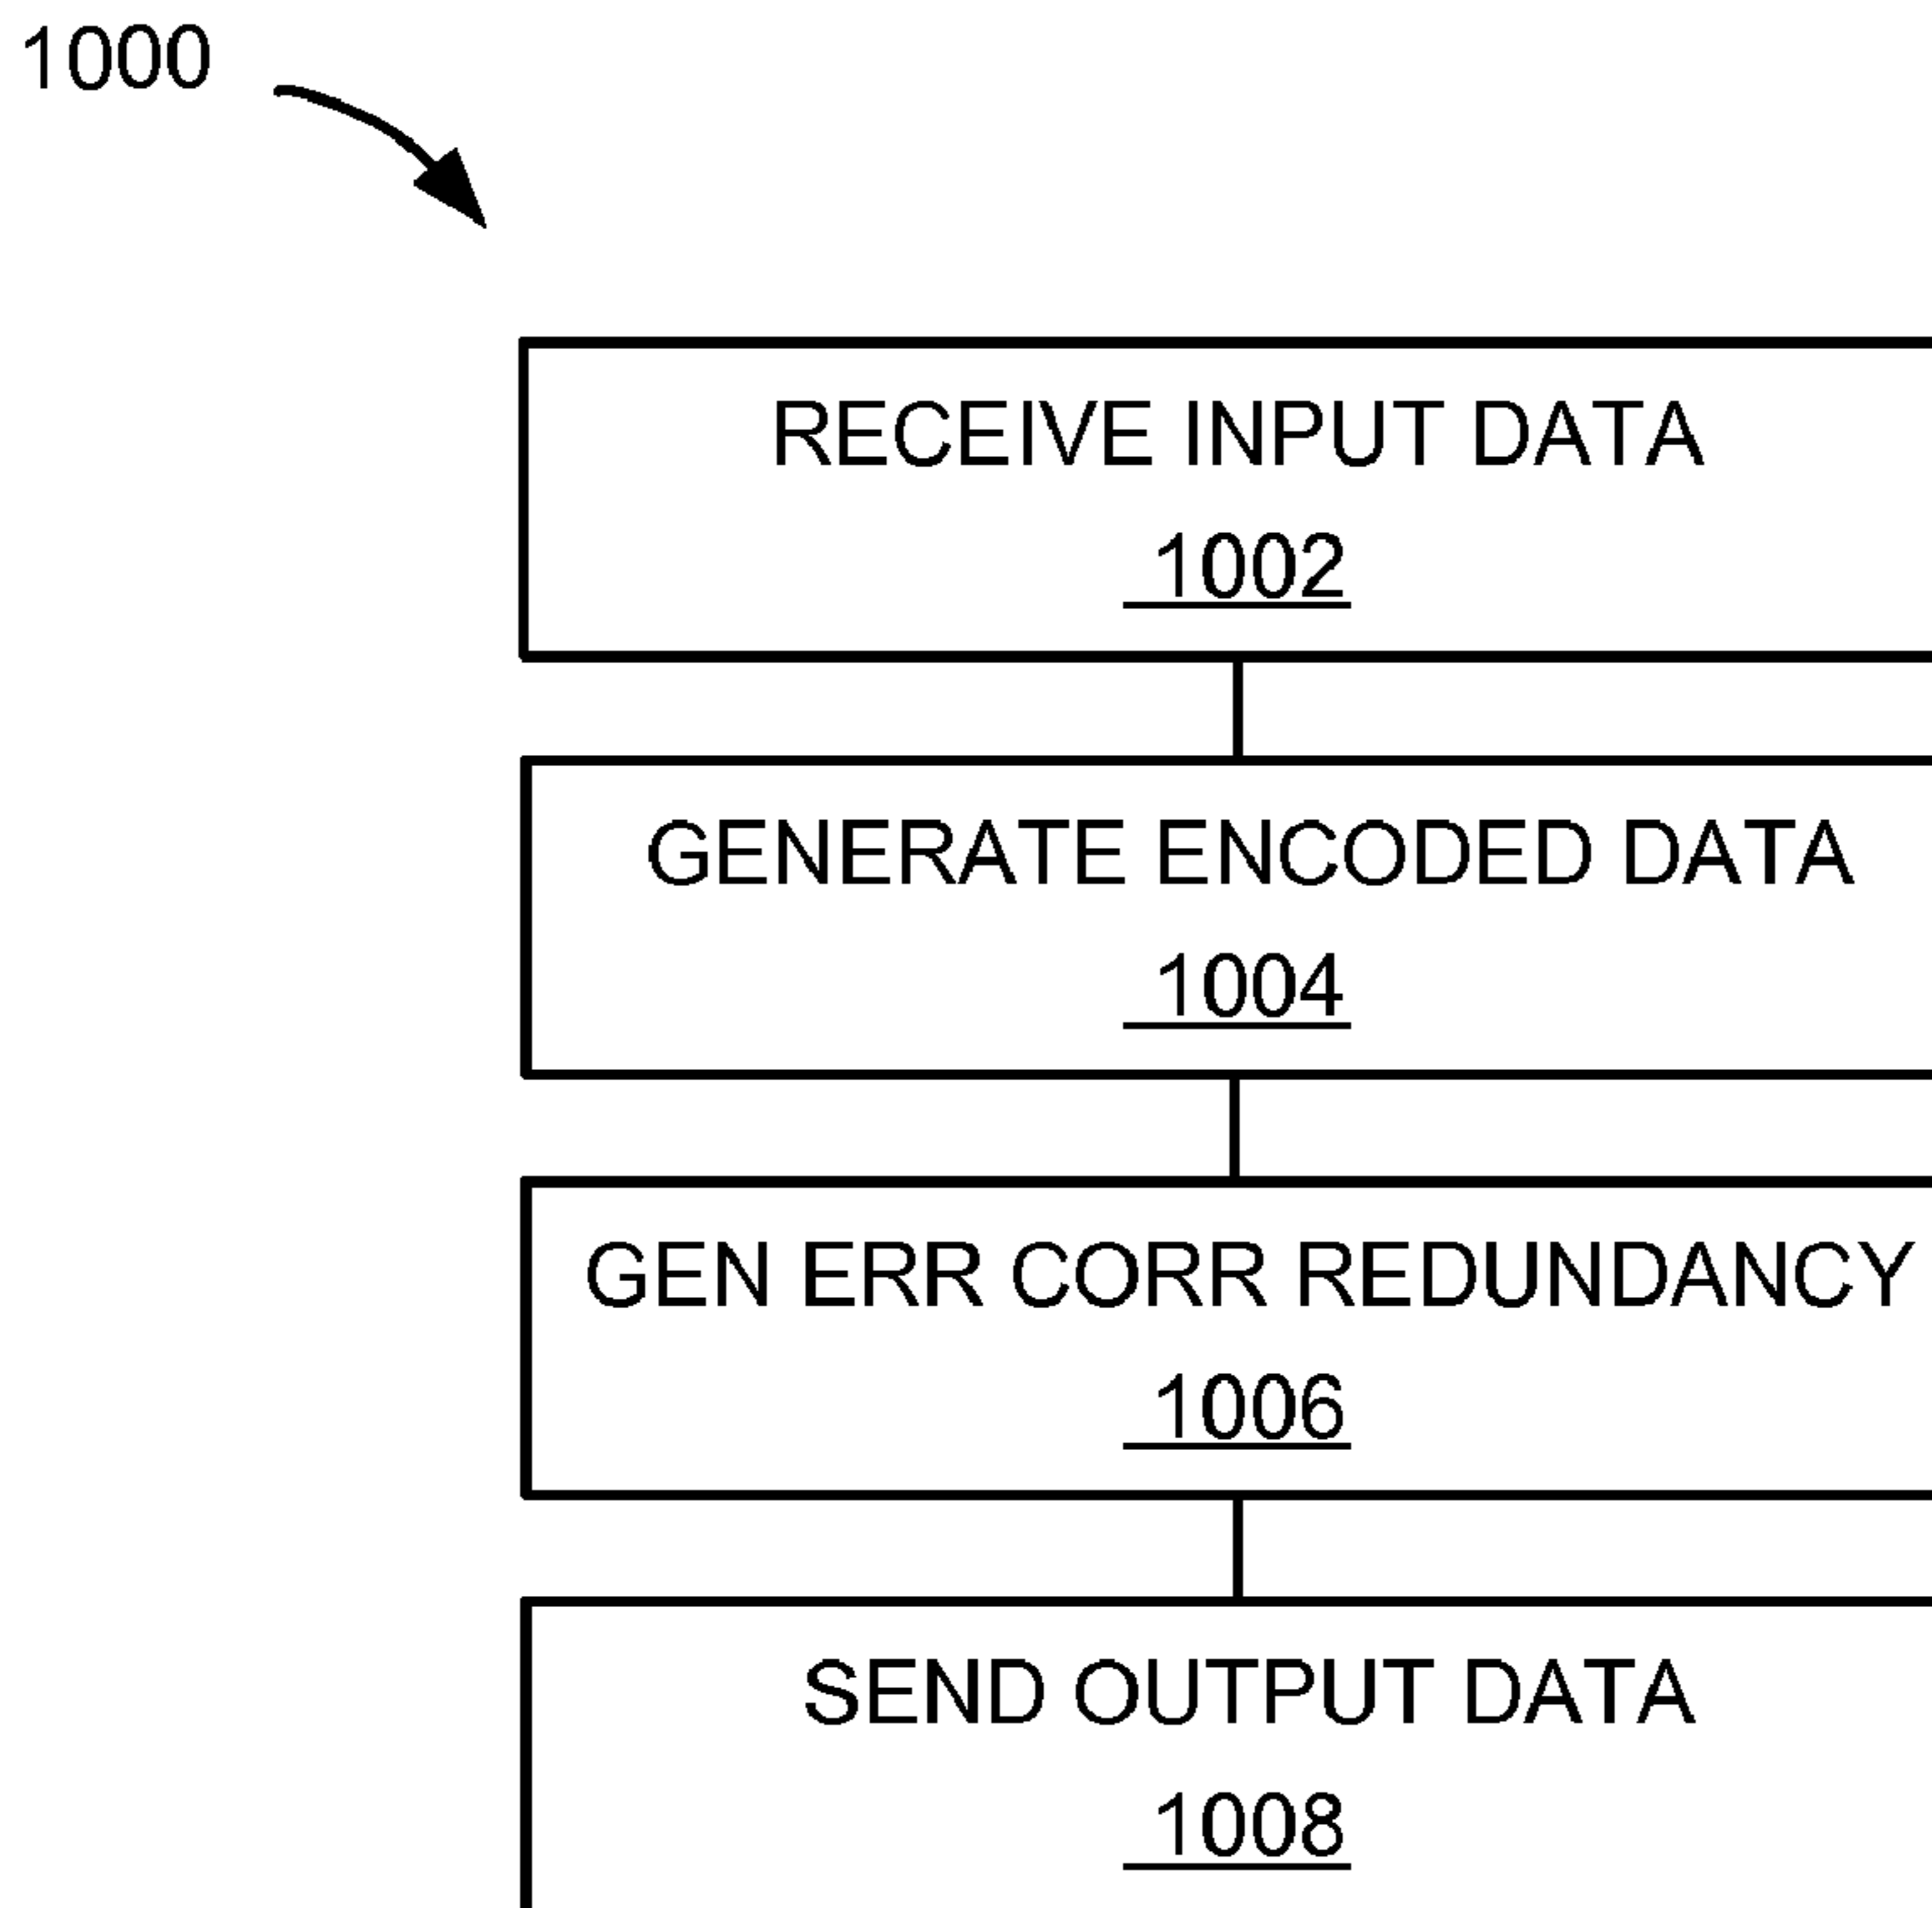 1000
RECEIVE INPUT DATA
1002
GENERATE ENCODED DATA
1004
GEN ERR CORR REDUNDANCY
1006
SEND OUTPUT DATA
1008